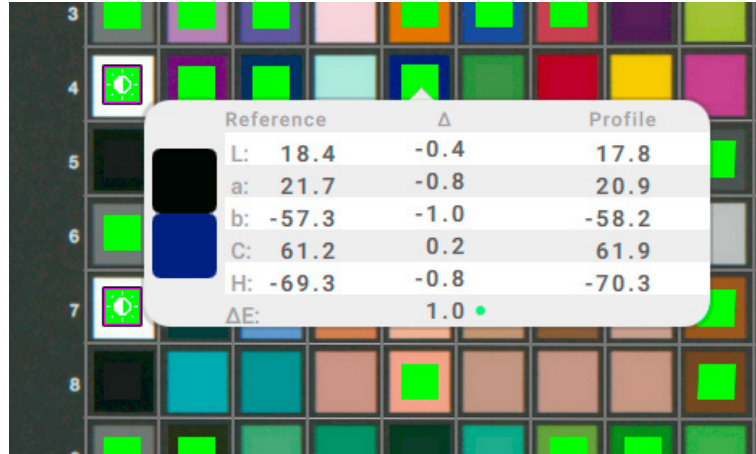 3
4
Reference Δ Profile
5
L: 18.4 -0.4 17.8
a: 21.7 -0.8 20.9
6
b: -57.3 -1.0 -58.2
C: 61.2 0.2 61.9
H: -69.3 -0.8 -70.3
7
ΔE: 1.0
8